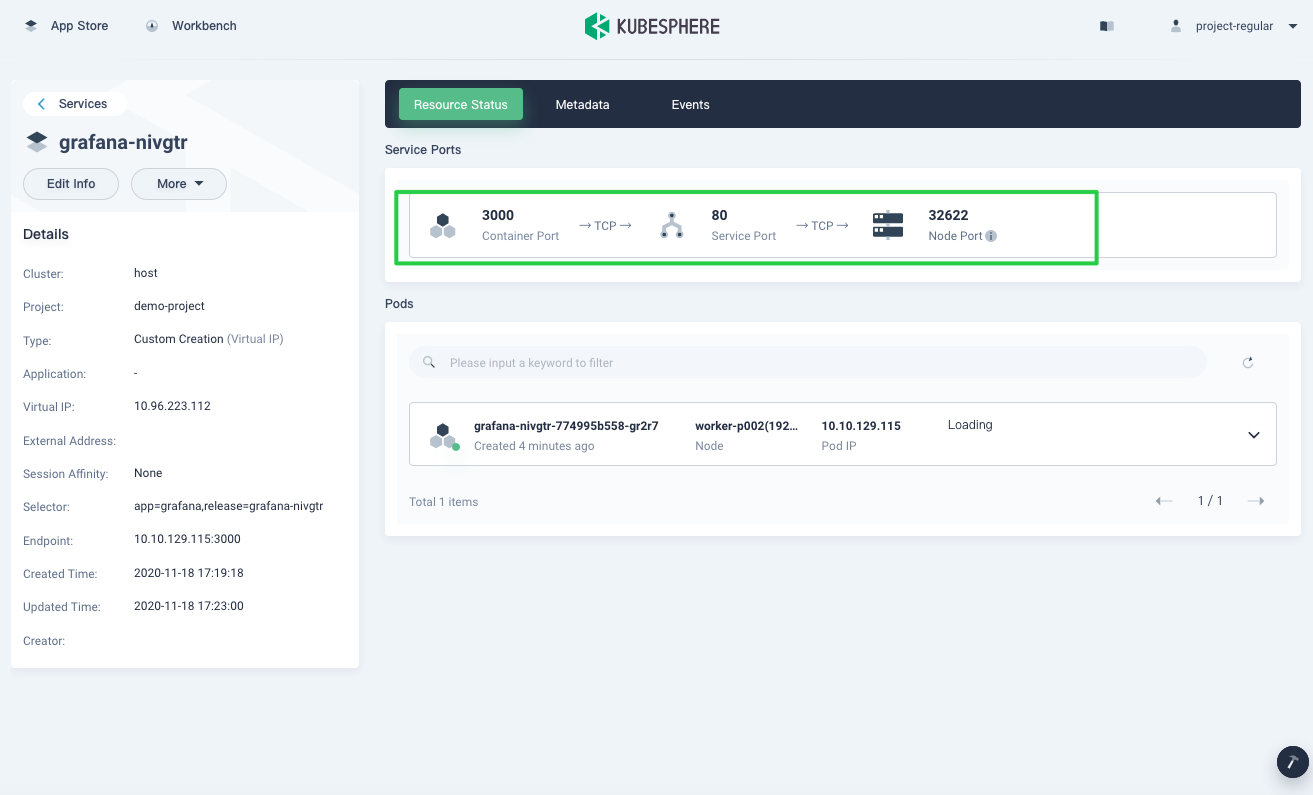 App Store
Workbench
KUBESPHERE
project-regular
Services
grafana-nivgtr
Edit Info
More
Details
Cluster: host
Project: demo-project
Type: Custom Creation (Virtual IP)
Application: -
Virtual IP: 10.96.223.112
External Address:
Session Affinity: None
Selector: app=grafana,release=grafana-nivgtr
Endpoint: 10.10.129.115:3000
Created Time: 2020-11-18 17:19:18
Updated Time: 2020-11-18 17:23:00
Creator:
Resource Status
Metadata
Events
Service Ports
3000
Container Port
TCP
80
Service Port
TCP
32622
Node Port
Pods
Please input a keyword to filter
grafana-nivgtr-774995b558-gr2r7
Created 4 minutes ago
worker-p002(192...
Node
10.10.129.115
Pod IP
Loading
Total 1 items
1 / 1